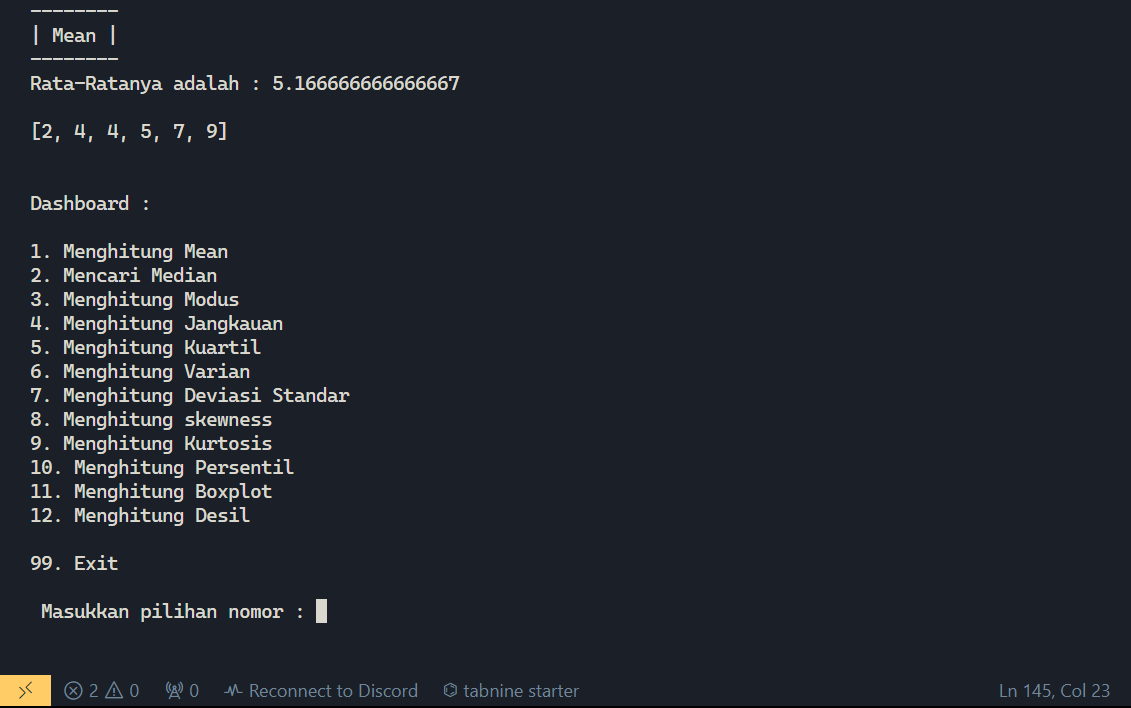 --------
| Mean |
--------
Rata-Ratanya adalah : 5.166666666666667
[2, 4, 4, 5, 7, 9]
Dashboard :
1. Menghitung Mean
2. Mencari Median
3. Menghitung Modus
4. Menghitung Jangkauan
5. Menghitung Kuartil
6. Menghitung Varian
7. Menghitung Deviasi Standar
8. Menghitung skewness
9. Menghitung Kurtosis
10. Menghitung Persentil
11. Menghitung Boxplot
12. Menghitung Desil
99. Exit
Masukkan pilihan nomor :
2 0 0 Reconnect to Discord tabnine starter Ln 145, Col 23